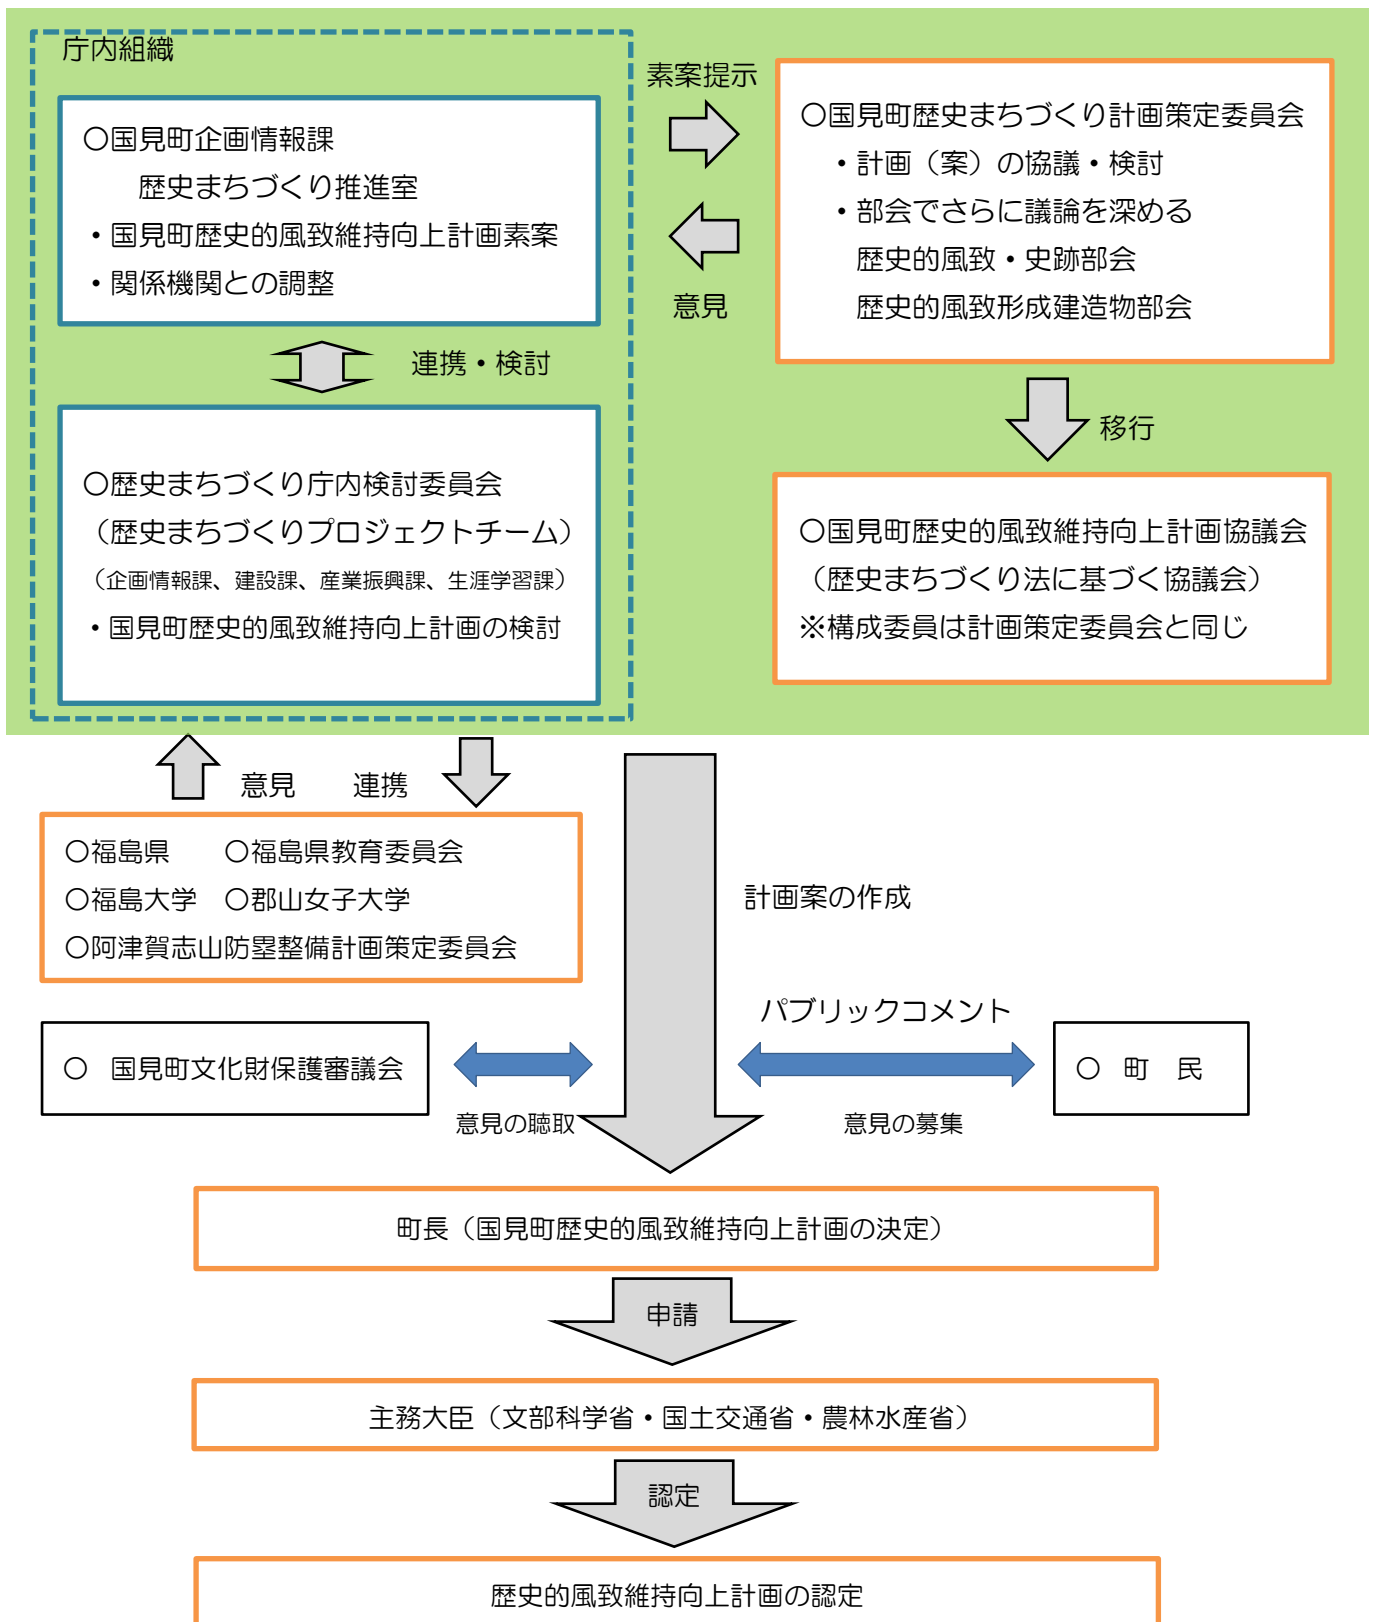 庁内組織
〇国見町企画情報課
歴史まちづくり推進室
・国見町歴史的風致維持向上計画素案
・関係機関との調整
連携・検討
〇歴史まちづくり庁内検討委員会
（歴史まちづくりプロジェクトチーム）
（企画情報課、建設課、産業振興課、生涯学習課）
・国見町歴史的風致維持向上計画の検討
素案提示
意見
〇国見町歴史まちづくり計画策定委員会
・計画（案）の協議・検討
・部会でさらに議論を深める
歴史的風致・史跡部会
歴史的風致形成建造物部会
移行
〇国見町歴史的風致維持向上計画協議会
（歴史まちづくり法に基づく協議会）
※構成委員は計画策定委員会と同じ
意見　連携
〇福島県　〇福島県教育委員会
〇福島大学　〇郡山女子大学
〇阿津賀志山防塁整備計画策定委員会
計画案の作成
パブリックコメント
〇　国見町文化財保護審議会
〇　町　民
意見の聴取
意見の募集
町長（国見町歴史的風致維持向上計画の決定）
申請
主務大臣（文部科学省・国土交通省・農林水産省）
認定
歴史的風致維持向上計画の認定